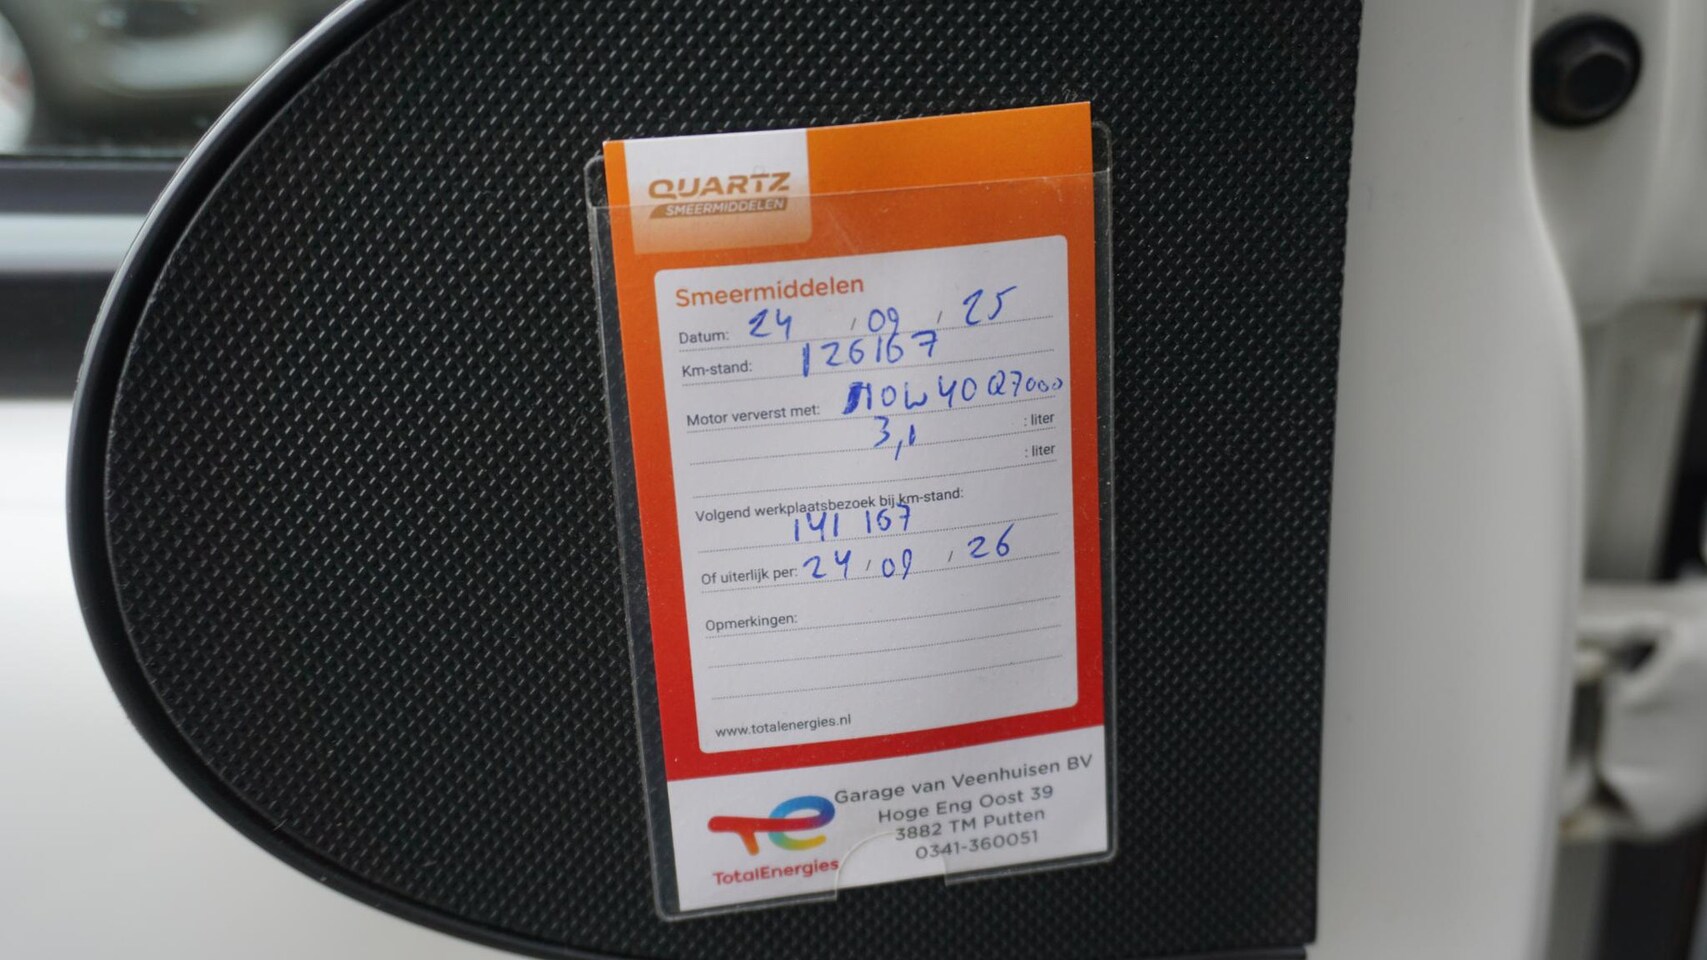 QUARTZ
SMEERMIDDELEN
Smeermiddelen
Datum: 24 / 09 / 25
Km-stand: 126167
Motor ververst met: 10W40 Q7000
3,1 : liter
: liter
Volgend werkplaatsbezoek bij km-stand:
141 167
Of uiterlijk per: 24 / 09 / 26
Opmerkingen:
www.totalenergies.nl
TotalEnergies
Garage van Veenhuisen BV
Hoge Eng Oost 39
3882 TM Putten
0341-360051